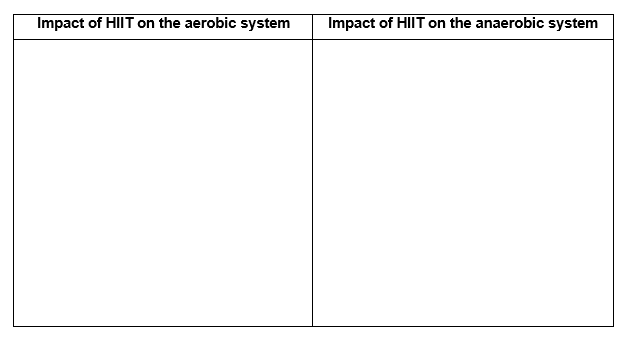 Impact of HIIT on the aerobic system
Impact of HIIT on the anaerobic system